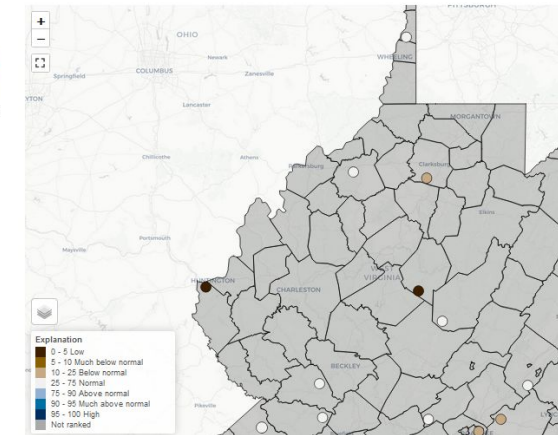 PITTSBURGH
+
−
OHIO
Newark
WHEELING
COLUMBUS
Zanesville
Springfield
YTON
Lancaster
MORGANTOWN
Chillicothe
Athens
Parkersburg
Clarksburg
Elkins
Portsmouth
Maysville
HUNTINGTON
WEST
VIRGINIA
CHARLESTON
BECKLEY
Pikeville
LYNC
Explanation
0 - 5 Low
5 - 10 Much below normal
10 - 25 Below normal
25 - 75 Normal
75 - 90 Above normal
90 - 95 Much above normal
95 - 100 High
Not ranked